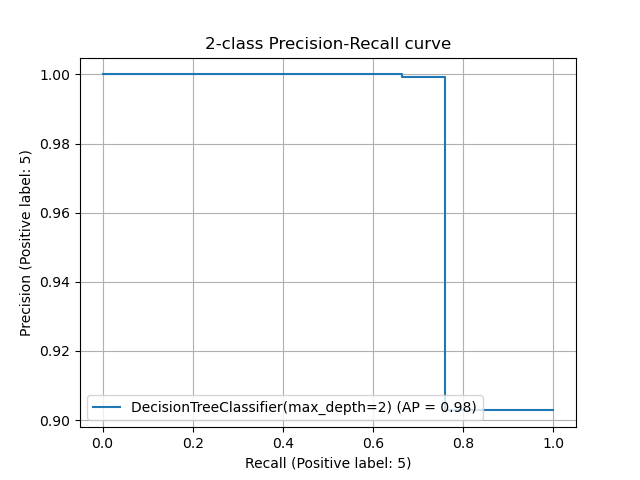 2-class Precision-Recall curve
1.00
0.98
0.96
0.94
0.92
0.90
Precision (Positive label: 5)
DecisionTreeClassifier(max_depth=2) (AP = 0.98)
0.0 0.2 0.4 0.6 0.8 1.0
Recall (Positive label: 5)